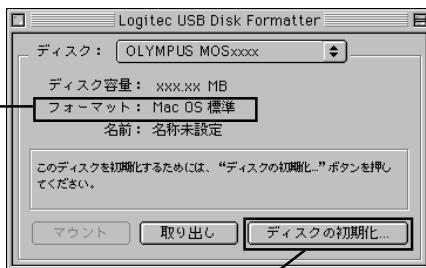 Logitec USB Disk Formatter
ディスク： OLYMPUS MOSxxxx
ディスク容量： xxx.xx MB
フォーマット： Mac OS 標準
名前： 名称未設定
このディスクを初期化するためには、“ディスクの初期化...”ボタンを押し
てください。
マウント 取り出し ディスクの初期化...